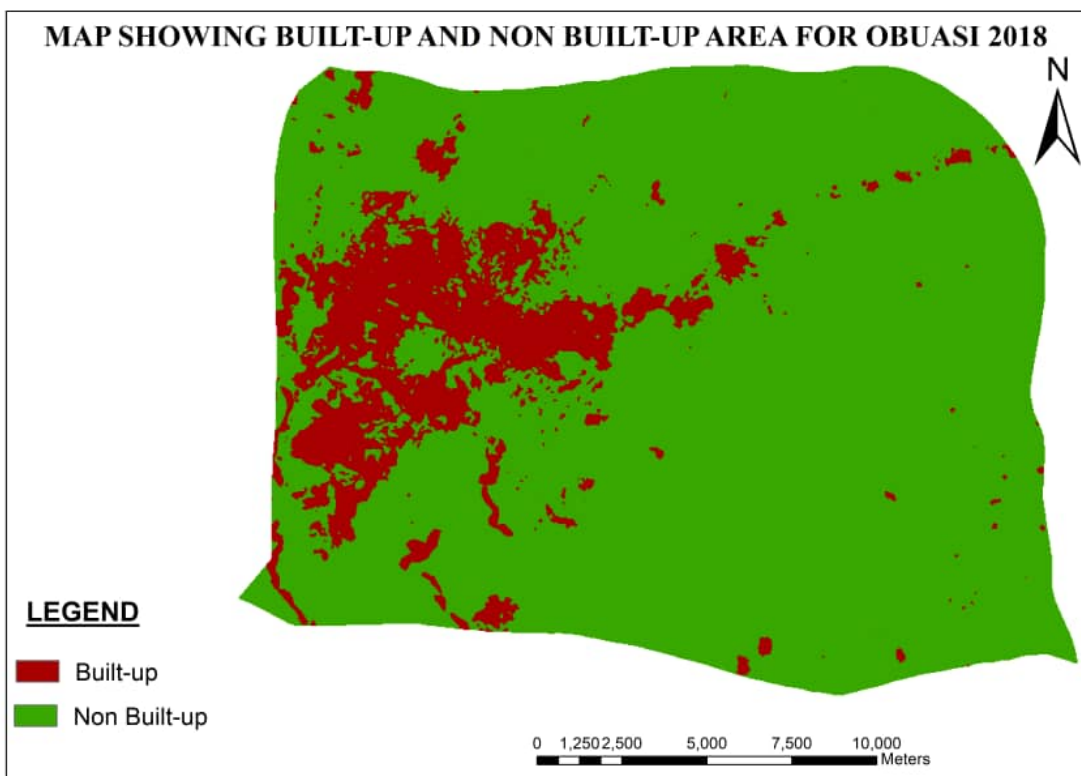 MAP SHOWING BUILT-UP AND NON BUILT-UP AREA FOR OBUASI 2018
N
LEGEND
Built-up
Non Built-up
0 1,250 2,500 5,000 7,500 10,000
Meters